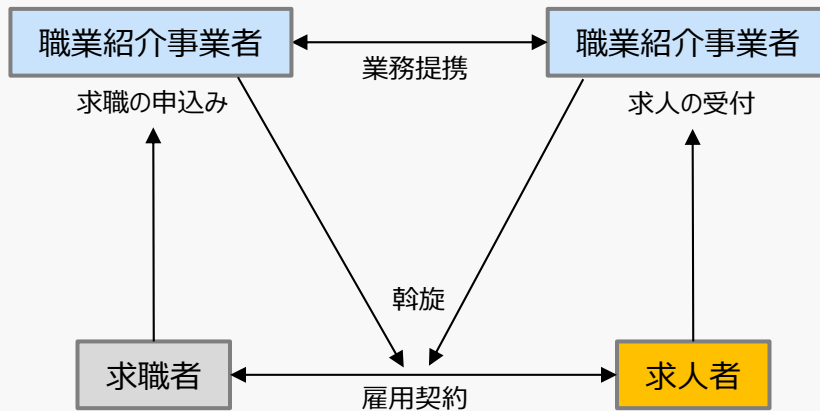 職業紹介事業者
職業紹介事業者
業務提携
求職の申込み
求人の受付
斡旋
求職者
求人者
雇用契約